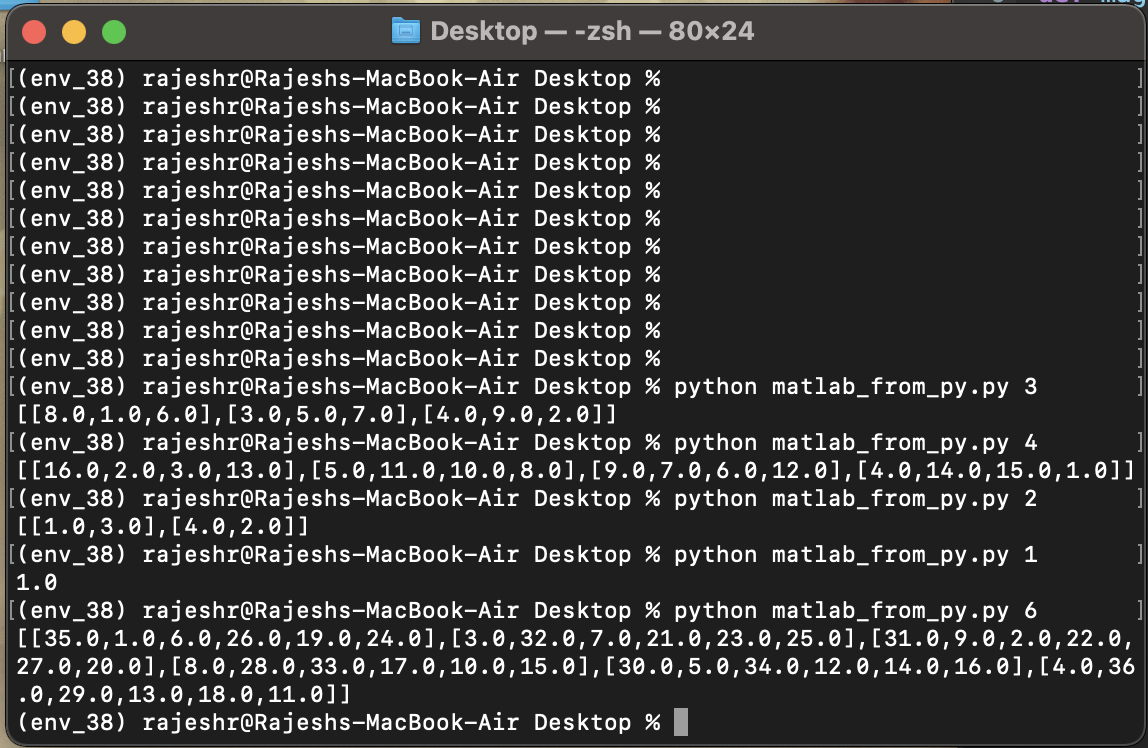 Desktop — -zsh — 80×24
[(env_38) rajeshr@Rajeshs-MacBook-Air Desktop % ]
[(env_38) rajeshr@Rajeshs-MacBook-Air Desktop % ]
[(env_38) rajeshr@Rajeshs-MacBook-Air Desktop % ]
[(env_38) rajeshr@Rajeshs-MacBook-Air Desktop % ]
[(env_38) rajeshr@Rajeshs-MacBook-Air Desktop % ]
[(env_38) rajeshr@Rajeshs-MacBook-Air Desktop % ]
[(env_38) rajeshr@Rajeshs-MacBook-Air Desktop % ]
[(env_38) rajeshr@Rajeshs-MacBook-Air Desktop % ]
[(env_38) rajeshr@Rajeshs-MacBook-Air Desktop % ]
[(env_38) rajeshr@Rajeshs-MacBook-Air Desktop % ]
[(env_38) rajeshr@Rajeshs-MacBook-Air Desktop % ]
[(env_38) rajeshr@Rajeshs-MacBook-Air Desktop % python matlab_from_py.py 3 ]
[[8.0,1.0,6.0],[3.0,5.0,7.0],[4.0,9.0,2.0]]
[(env_38) rajeshr@Rajeshs-MacBook-Air Desktop % python matlab_from_py.py 4 ]
[[16.0,2.0,3.0,13.0],[5.0,11.0,10.0,8.0],[9.0,7.0,6.0,12.0],[4.0,14.0,15.0,1.0]]
[(env_38) rajeshr@Rajeshs-MacBook-Air Desktop % python matlab_from_py.py 2 ]
[[1.0,3.0],[4.0,2.0]]
[(env_38) rajeshr@Rajeshs-MacBook-Air Desktop % python matlab_from_py.py 1 ]
1.0
[(env_38) rajeshr@Rajeshs-MacBook-Air Desktop % python matlab_from_py.py 6 ]
[[35.0,1.0,6.0,26.0,19.0,24.0],[3.0,32.0,7.0,21.0,23.0,25.0],[31.0,9.0,2.0,22.0,
27.0,20.0],[8.0,28.0,33.0,17.0,10.0,15.0],[30.0,5.0,34.0,12.0,14.0,16.0],[4.0,36
.0,29.0,13.0,18.0,11.0]]
(env_38) rajeshr@Rajeshs-MacBook-Air Desktop %